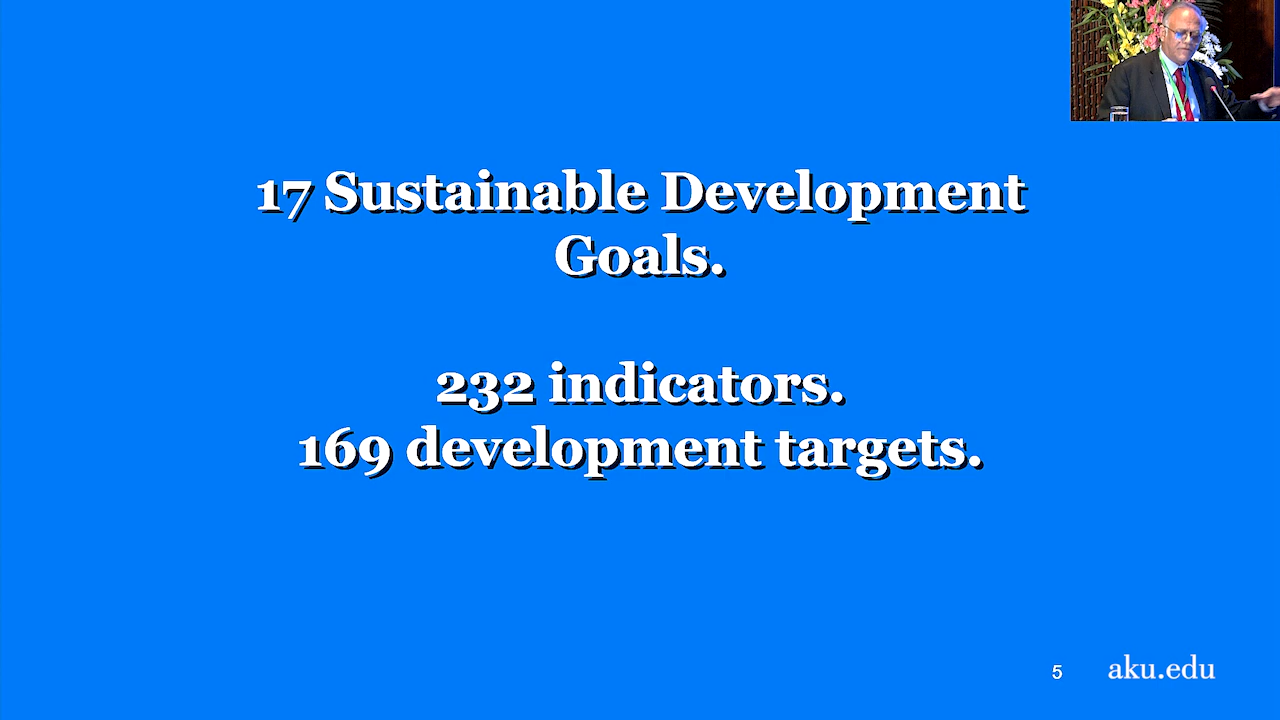 17 Sustainable Development
Goals.
232 indicators.
169 development targets.
5
aku.edu